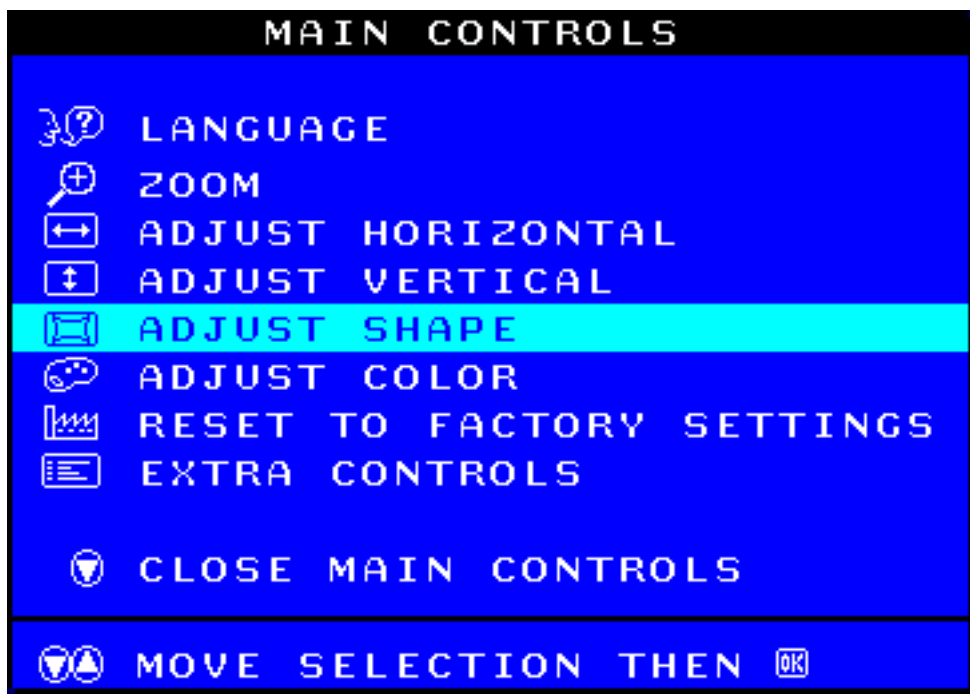 MAIN CONTROLS
? LANGUAGE
ZOOM
ADJUST HORIZONTAL
ADJUST VERTICAL
ADJUST SHAPE
ADJUST COLOR
RESET TO FACTORY SETTINGS
EXTRA CONTROLS
CLOSE MAIN CONTROLS
MOVE SELECTION THEN OK